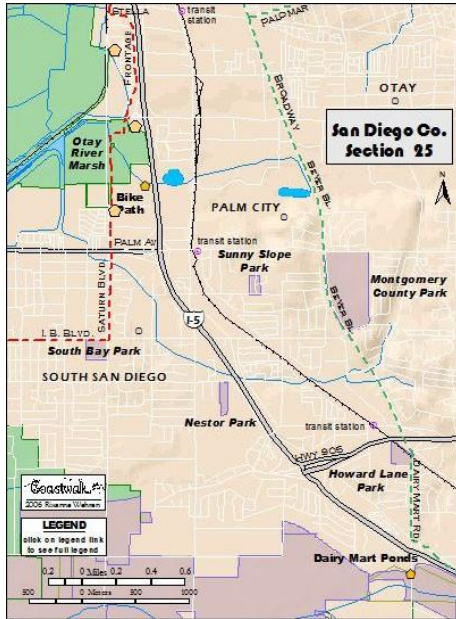 STELLA
transit
station
PALM AR
FRONTAGE
BROADWAY
OTAY
San Diego Co.
Section 25
Otay
River
Marsh
N
Bike
Path
PALM CITY
BEYER BL
PALM AV
transit station
Sunny Slope
Park
Montgomery
County Park
SATURN BLVD.
BEYER BL
I-5
I.B. BLVD.
South Bay Park
SOUTH SAN DIEGO
Nestor Park
transit station
HWY 905
Howard Lane
Park
DAIRY MART RD.
Coastwalk
2006 Roxanne Wehren
LEGEND
click on legend link
to see full legend
Dairy Mart Ponds
0.2 0 Miles 0.2 0.4 0.6
500 0 Meters 500 1000